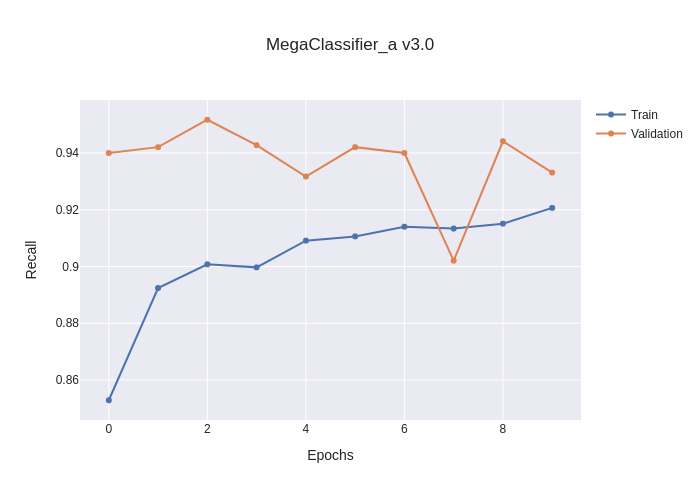 MegaClassifier_a v3.0
Train
Validation
0.94
0.92
0.9
0.88
0.86
Recall
0 2 4 6 8
Epochs